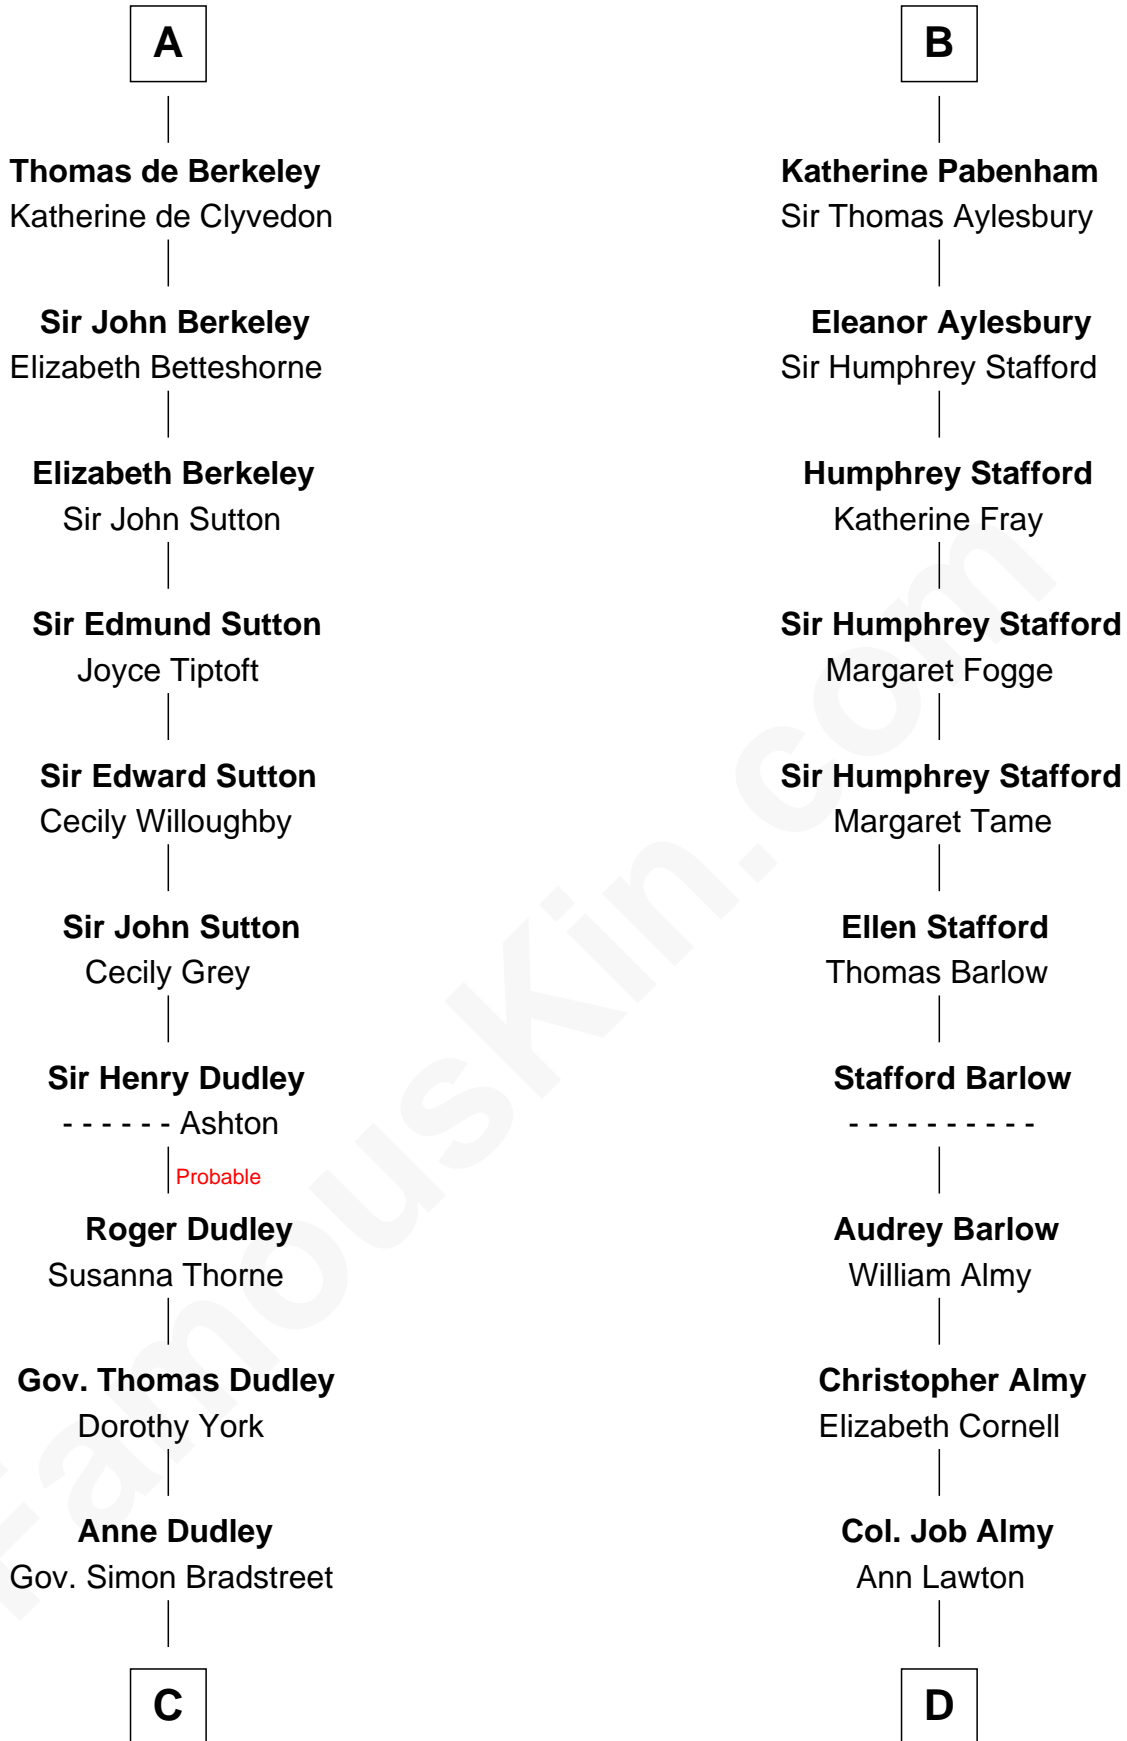 A
Thomas de Berkeley
Katherine de Clyvedon
Sir John Berkeley
Elizabeth Betteshorne
Elizabeth Berkeley
Sir John Sutton
Sir Edmund Sutton
Joyce Tiptoft
Sir Edward Sutton
Cecily Willoughby
Sir John Sutton
Cecily Grey
Sir Henry Dudley
- - - - - - Ashton
Probable
Roger Dudley
Susanna Thorne
Gov. Thomas Dudley
Dorothy York
Anne Dudley
Gov. Simon Bradstreet
C
B
Katherine Pabenham
Sir Thomas Aylesbury
Eleanor Aylesbury
Sir Humphrey Stafford
Humphrey Stafford
Katherine Fray
Sir Humphrey Stafford
Margaret Fogge
Sir Humphrey Stafford
Margaret Tame
Ellen Stafford
Thomas Barlow
Stafford Barlow
- - - - - - - - - -
Audrey Barlow
William Almy
Christopher Almy
Elizabeth Cornell
Col. Job Almy
Ann Lawton
D
FamousKin.com